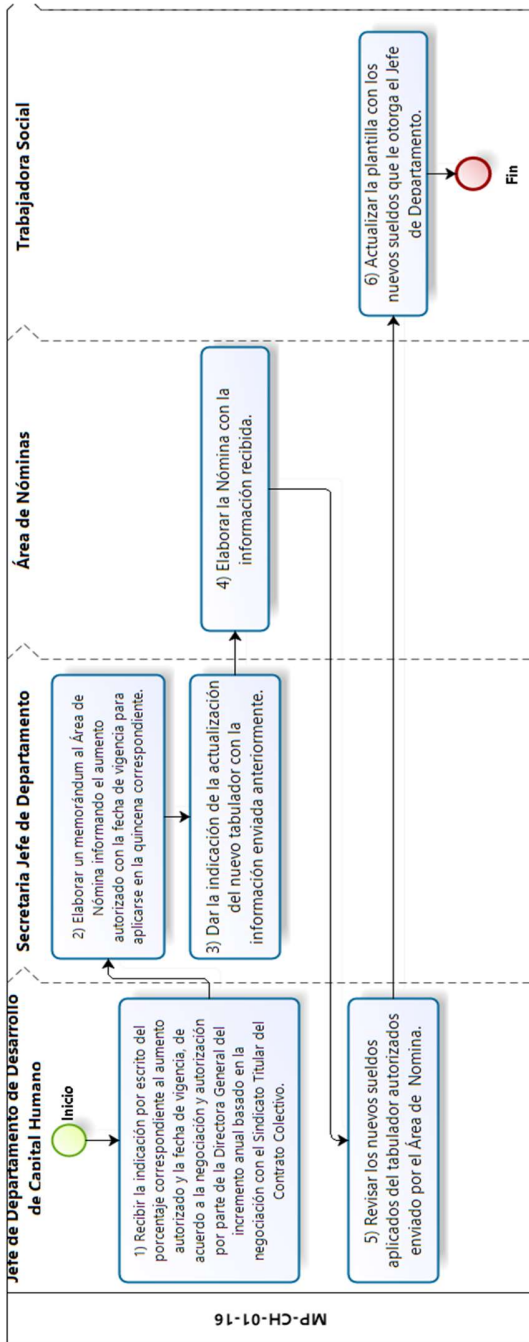 MP-CH-01-16
Jefe de Departamento de Desarrollo
de Capital Humano
Inicio
1) Recibir la indicación por escrito del
porcentaje correspondiente al aumento
autorizado y la fecha de vigencia, de
acuerdo a la negociación y autorización
por parte de la Directora General del
incremento anual basado en la
negociación con el Sindicato Titular del
Contrato Colectivo.
5) Revisar los nuevos sueldos
aplicados del tabulador autorizados
enviado por el Área de Nomina.
Secretaria Jefe de Departamento
2) Elaborar un memorándum al Área de
Nómina informando el aumento
autorizado con la fecha de vigencia para
aplicarse en la quincena correspondiente.
3) Dar la indicación de la actualización
del nuevo tabulador con la
información enviada anteriormente.
Área de Nóminas
4) Elaborar la Nómina con la
información recibida.
Trabajadora Social
6) Actualizar la plantilla con los
nuevos sueldos que le otorga el Jefe
de Departamento.
Fin